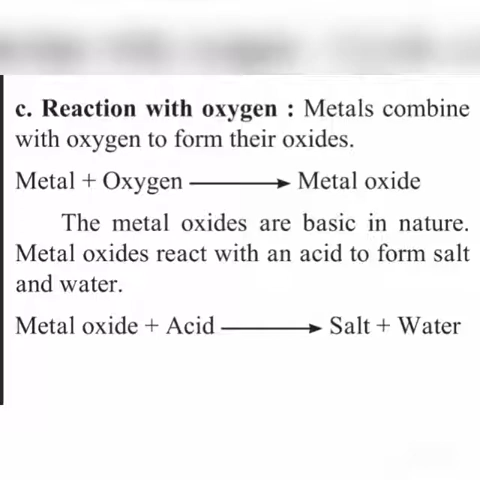 c. Reaction with oxygen : Metals combine
with oxygen to form their oxides.
Metal + Oxygen ⟶ Metal oxide
The metal oxides are basic in nature.
Metal oxides react with an acid to form salt
and water.
Metal oxide + Acid ⟶ Salt + Water